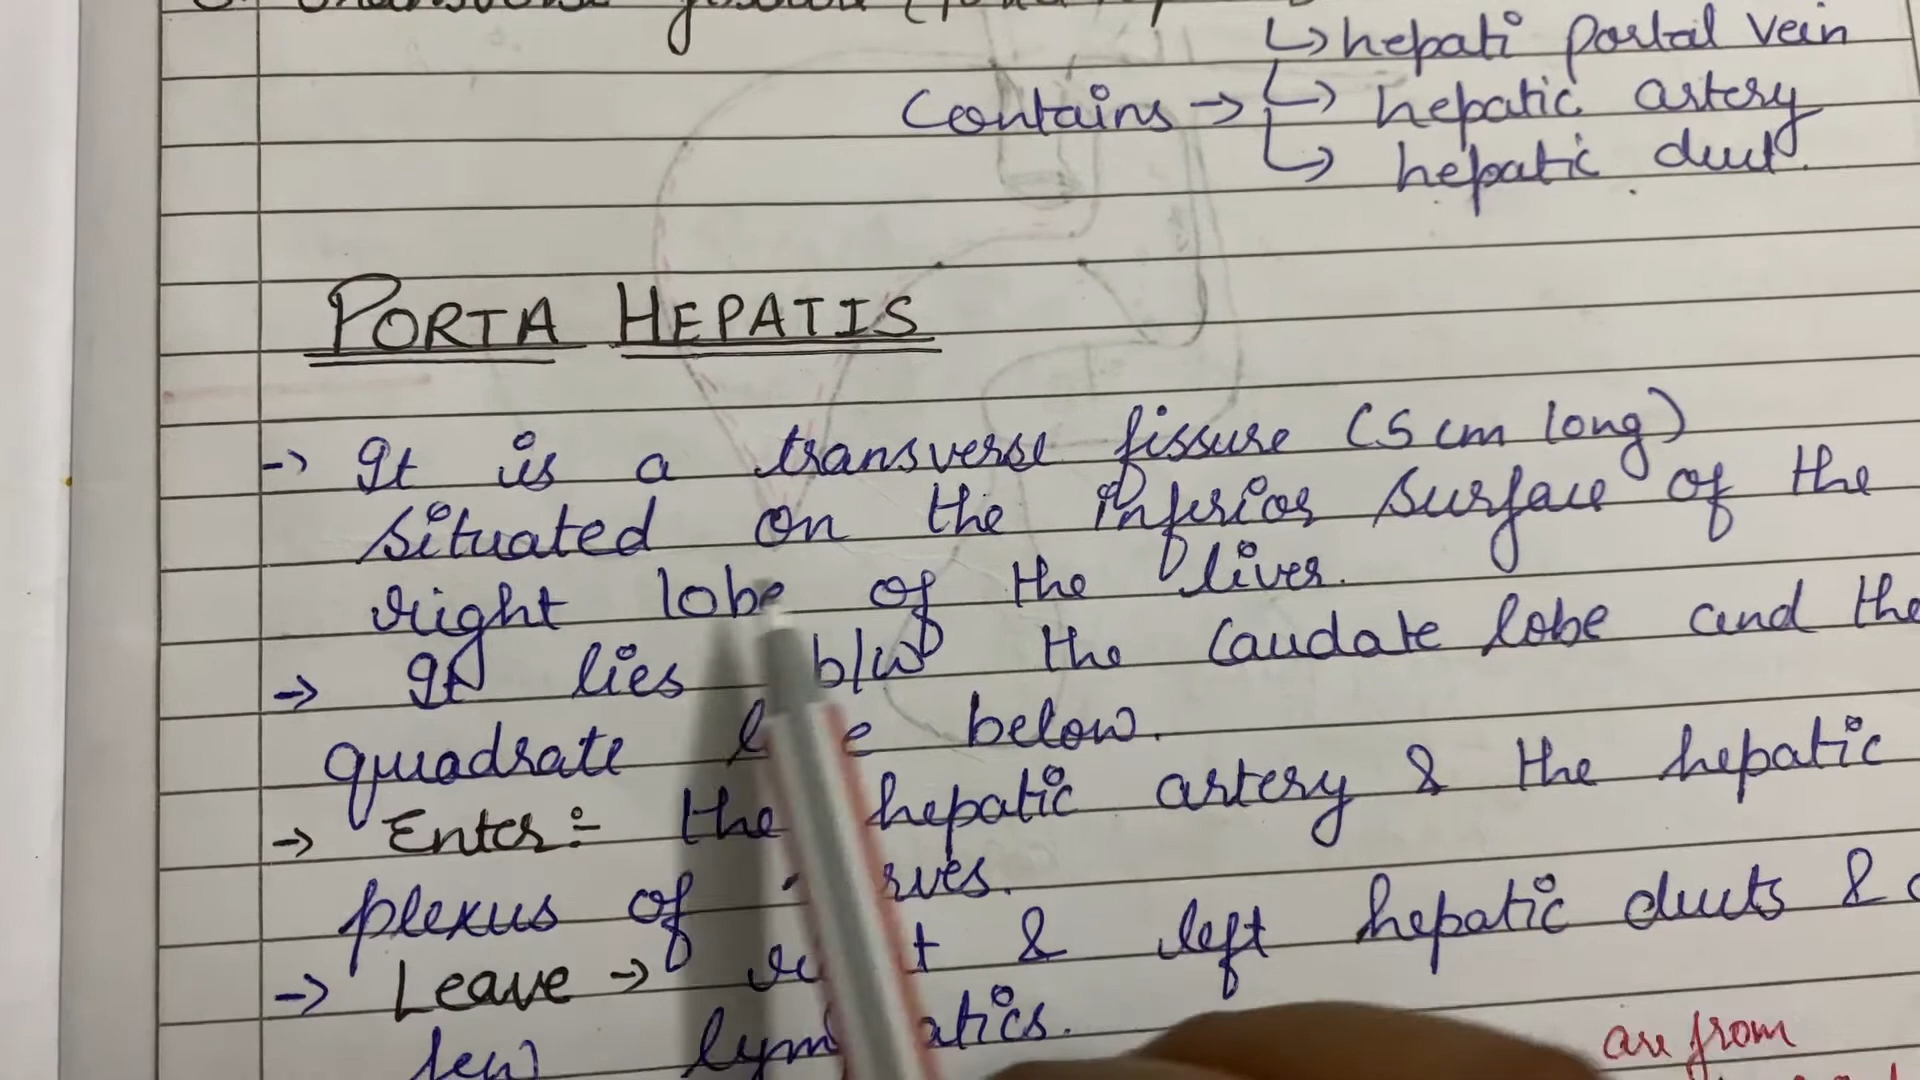 hepati portal vein
Contains → hepatic artery
hepatic duct.
PORTA HEPATIS
→ It is a transverse fissure (5 cm long)
situated on the inferior surface of the
right lobe of the liver.
→ It lies b/w the Caudate lobe and the
quadrate below.
→ Enter:- the hepatic artery & the hepatic
plexus of
→ Leave → & left hepatic ducts &
few
are from